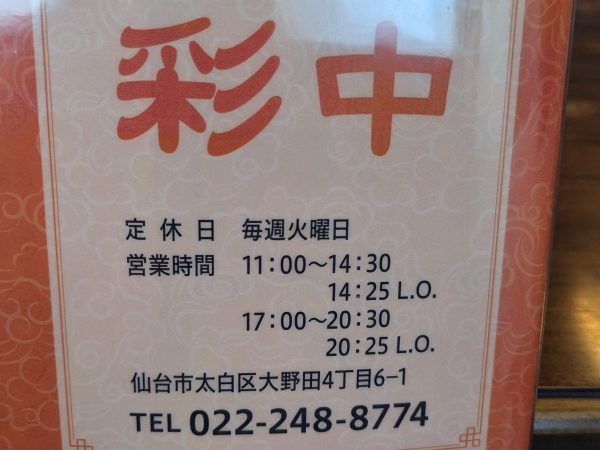 彩中
定休日 毎週火曜日
営業時間 11:00〜14:30
14:25 L.O.
17:00〜20:30
20:25 L.O.
仙台市太白区大野田4丁目6−1
TEL 022-248-8774